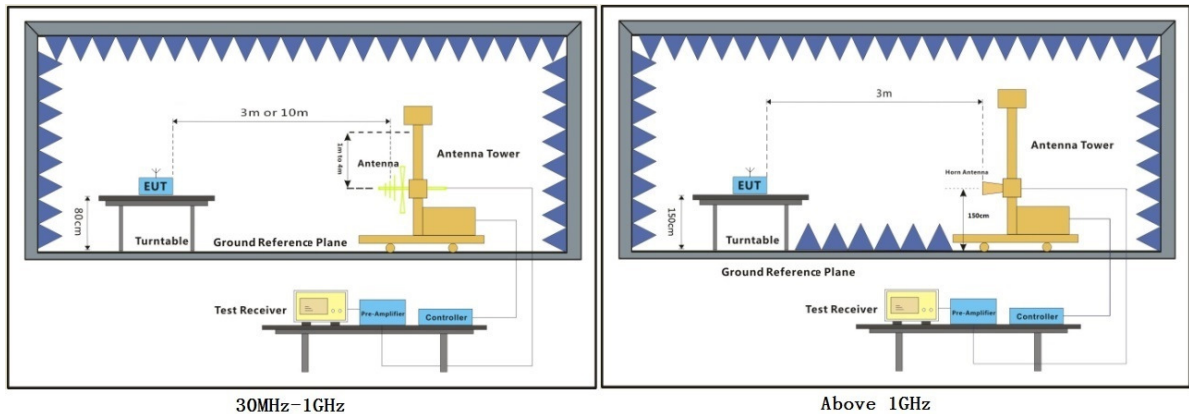 3m or 10m
1m to 4m
Antenna
Antenna Tower
EUT
80cm
Turntable
Ground Reference Plane
Test Receiver
Pre-Amplifier
Controller
30MHz-1GHz
3m
Antenna Tower
Horn Antenna
EUT
150cm
150cm
Turntable
Ground Reference Plane
Test Receiver
Pre-Amplifier
Controller
Above 1GHz